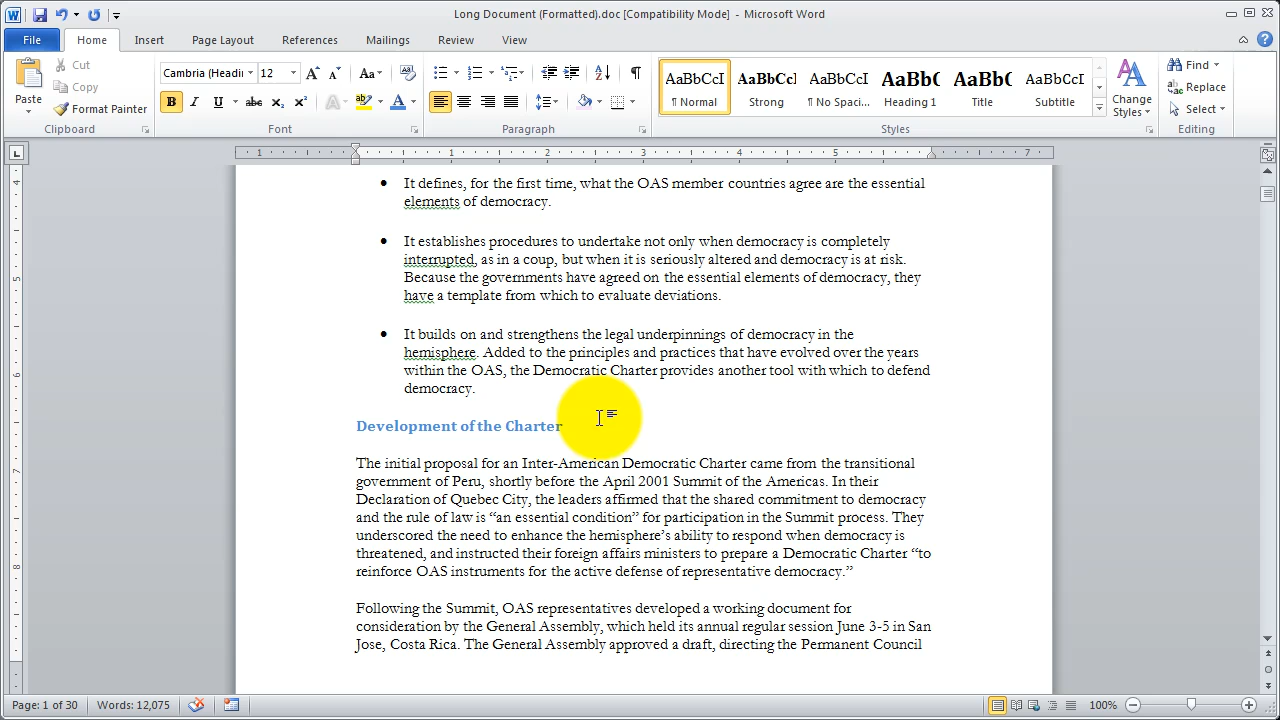 Long Document (Formatted).doc [Compatibility Mode] - Microsoft Word
File Home Insert Page Layout References Mailings Review View
Paste
Cut
Copy
Format Painter
Clipboard
Cambria (Headi 12
Font
Paragraph
AaBbCcI AaBbCcl AaBbCcI AaBb( AaBb( AaBbCcI
¶ Normal Strong ¶ No Spaci... Heading 1 Title Subtitle
Change Styles
Styles
Find
Replace
Select
Editing
1 1 2 3 4 5 7
4
5
6
7
8
• It defines, for the first time, what the OAS member countries agree are the essential
elements of democracy.
• It establishes procedures to undertake not only when democracy is completely
interrupted, as in a coup, but when it is seriously altered and democracy is at risk.
Because the governments have agreed on the essential elements of democracy, they
have a template from which to evaluate deviations.
• It builds on and strengthens the legal underpinnings of democracy in the
hemisphere. Added to the principles and practices that have evolved over the years
within the OAS, the Democratic Charter provides another tool with which to defend
democracy.
Development of the Charter
The initial proposal for an Inter-American Democratic Charter came from the transitional
government of Peru, shortly before the April 2001 Summit of the Americas. In their
Declaration of Quebec City, the leaders affirmed that the shared commitment to democracy
and the rule of law is “an essential condition” for participation in the Summit process. They
underscored the need to enhance the hemisphere’s ability to respond when democracy is
threatened, and instructed their foreign affairs ministers to prepare a Democratic Charter “to
reinforce OAS instruments for the active defense of representative democracy.”
Following the Summit, OAS representatives developed a working document for
consideration by the General Assembly, which held its annual regular session June 3-5 in San
Jose, Costa Rica. The General Assembly approved a draft, directing the Permanent Council
Page: 1 of 30 Words: 12,075 100%